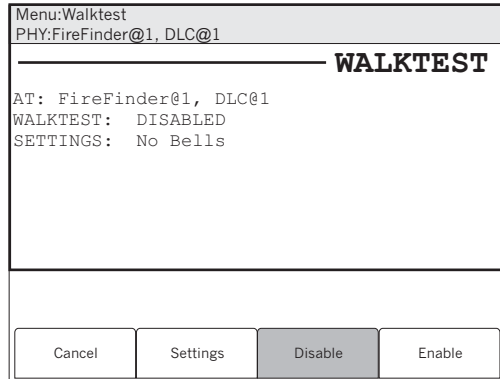 Menu:Walktest
PHY:FireFinder@1, DLC@1
WALKTEST
AT: FireFinder@1, DLC@1
WALKTEST: DISABLED
SETTINGS: No Bells
Cancel Settings Disable Enable